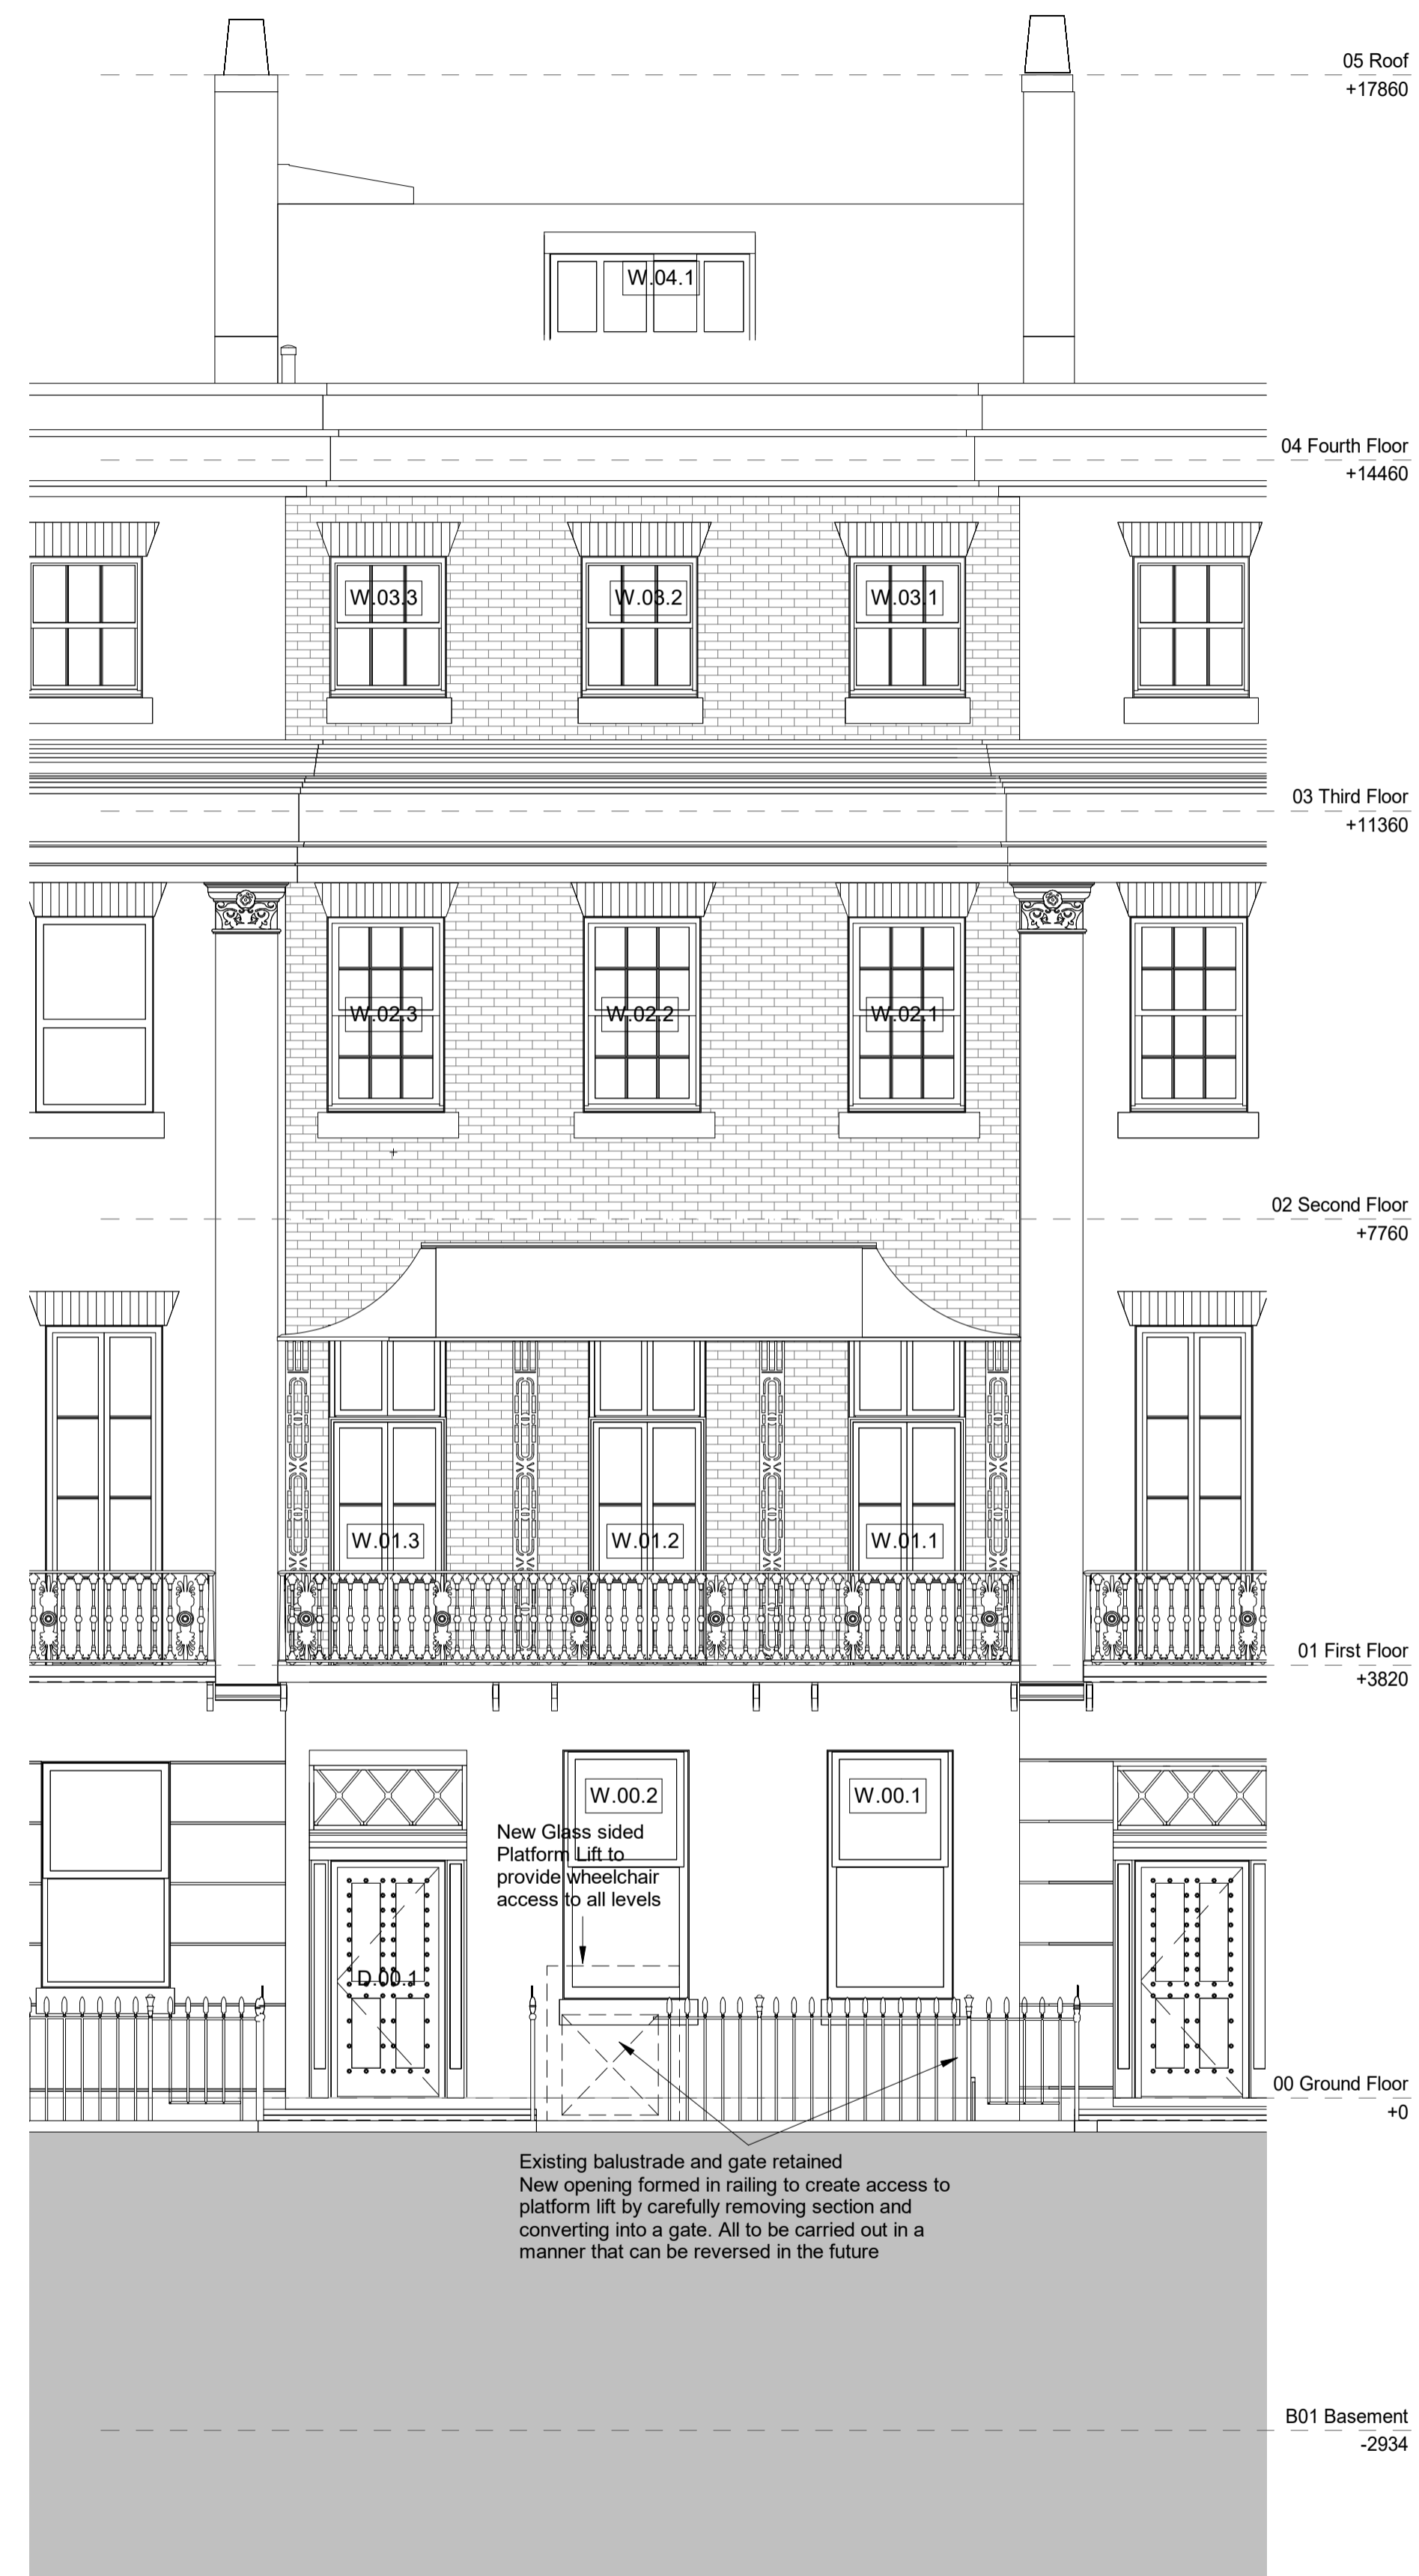 05 Roof
+17860
W.04.1
04 Fourth Floor
+14460
W.03.3
W.03.2
W.03.1
03 Third Floor
+11360
W.02.3
W.02.2
W.02.1
02 Second Floor
+7760
W.01.3
W.01.2
W.01.1
01 First Floor
+3820
W.00.2
W.00.1
New Glass sided
Platform Lift to
provide wheelchair
access to all levels
D.00.1
00 Ground Floor
+0
Existing balustrade and gate retained
New opening formed in railing to create access to
platform lift by carefully removing section and
converting into a gate. All to be carried out in a
manner that can be reversed in the future
B01 Basement
-2934